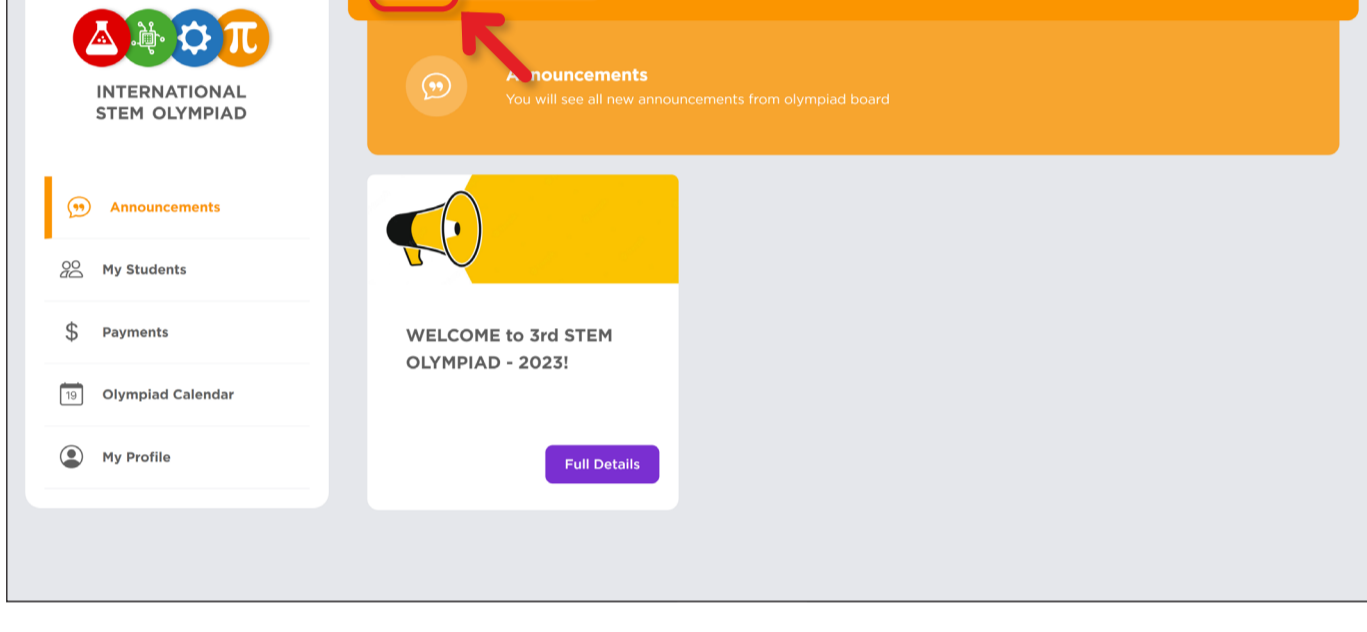 INTERNATIONAL
STEM OLYMPIAD
Announcements
My Students
$
Payments
19
Olympiad Calendar
My Profile
Announcements
You will see all new announcements from olympiad board
WELCOME to 3rd STEM
OLYMPIAD - 2023!
Full Details